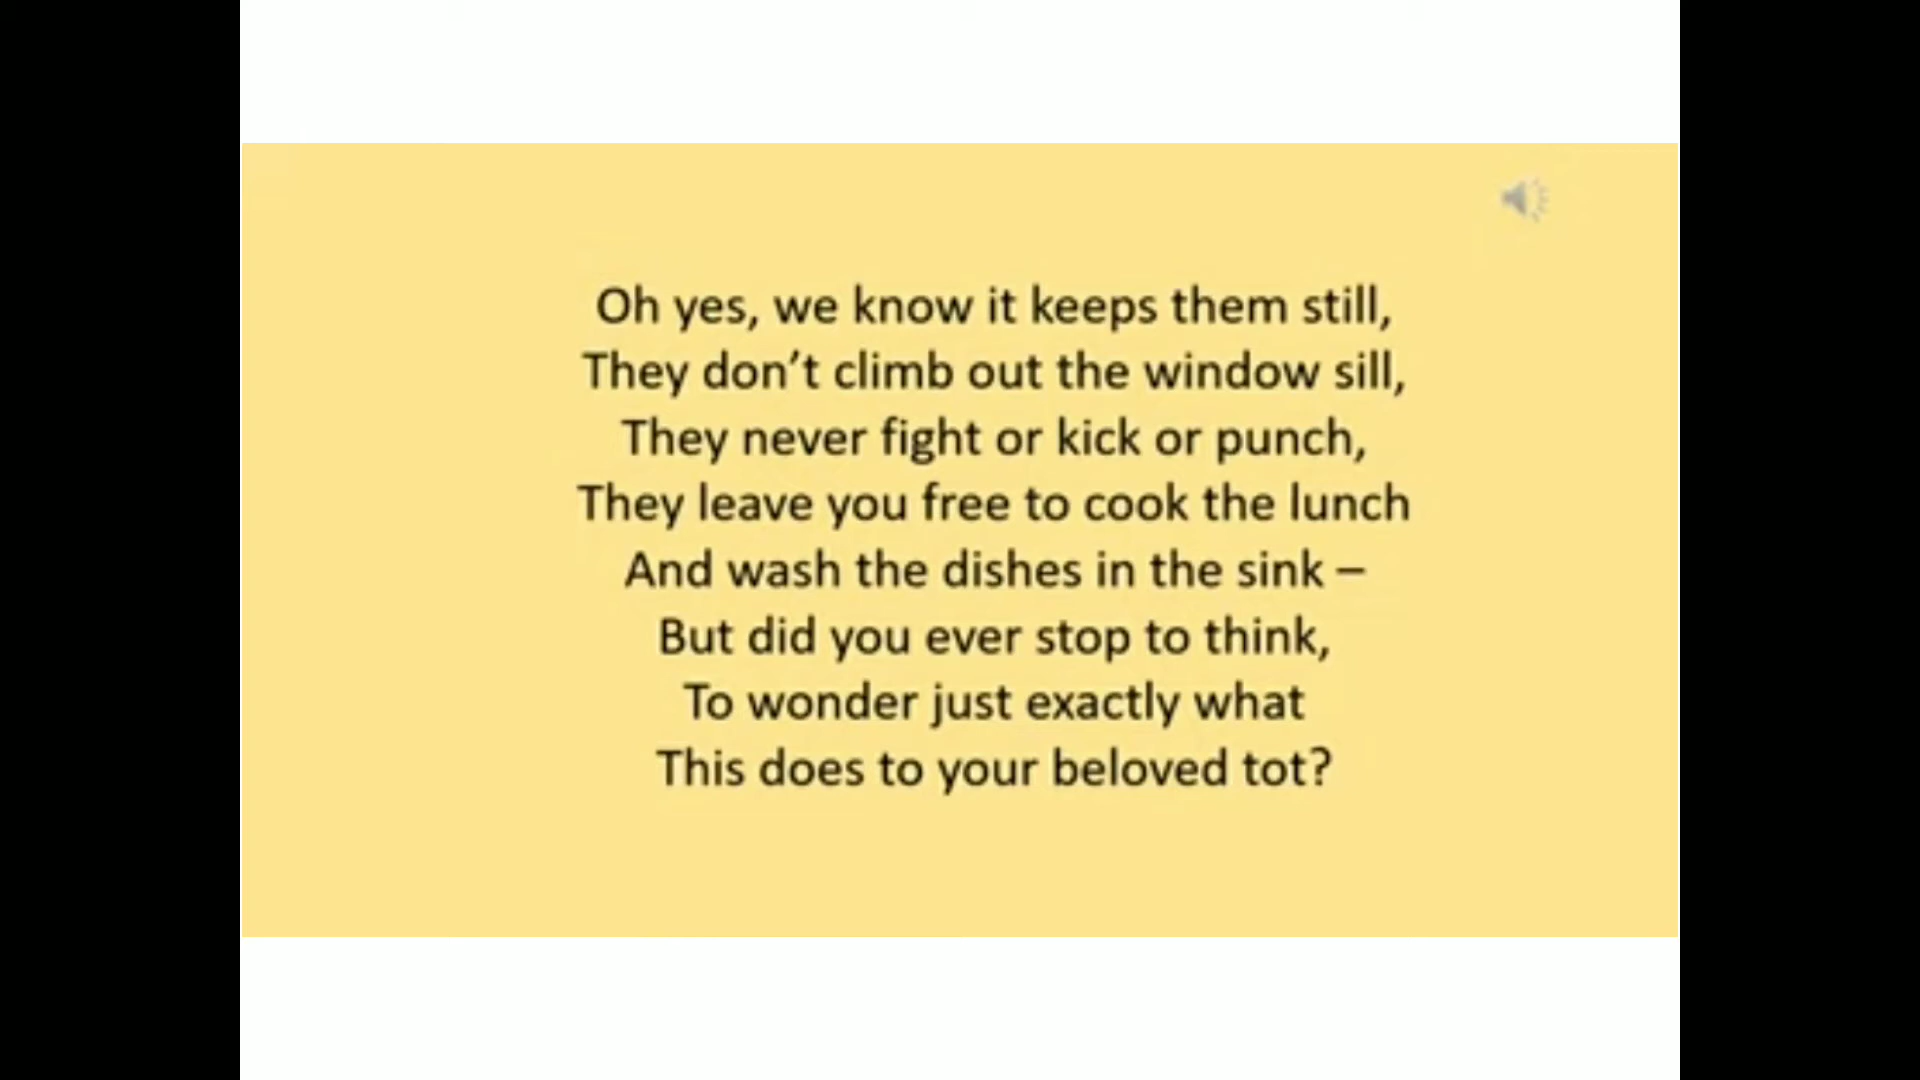 Oh yes, we know it keeps them still,
They don’t climb out the window sill,
They never fight or kick or punch,
They leave you free to cook the lunch
And wash the dishes in the sink –
But did you ever stop to think,
To wonder just exactly what
This does to your beloved tot?